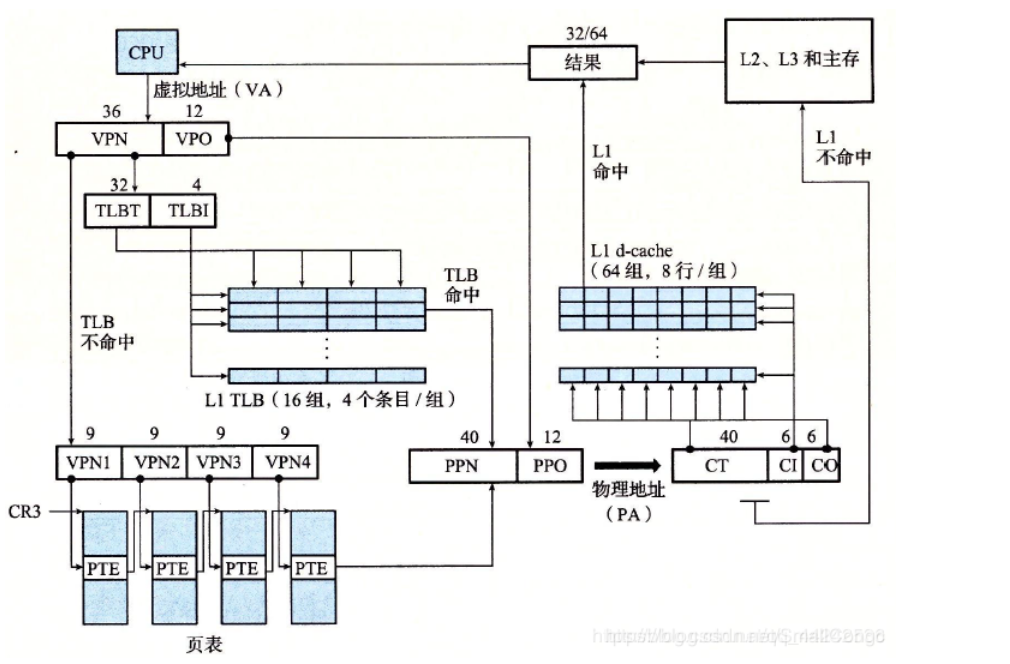 32/64
CPU
结果
L2、L3 和主存
虚拟地址（VA）
36
12
VPN
VPO
L1
命中
L1
不命中
32
4
TLBT
TLBI
TLB
命中
L1 d-cache
（64 组，8 行/组）
TLB
不命中
L1 TLB（16 组，4 个条目/组）
9
9
9
9
VPN1
VPN2
VPN3
VPN4
40
12
PPN
PPO
物理地址
（PA）
40
6
6
CT
CI
CO
CR3
PTE
PTE
PTE
PTE
页表